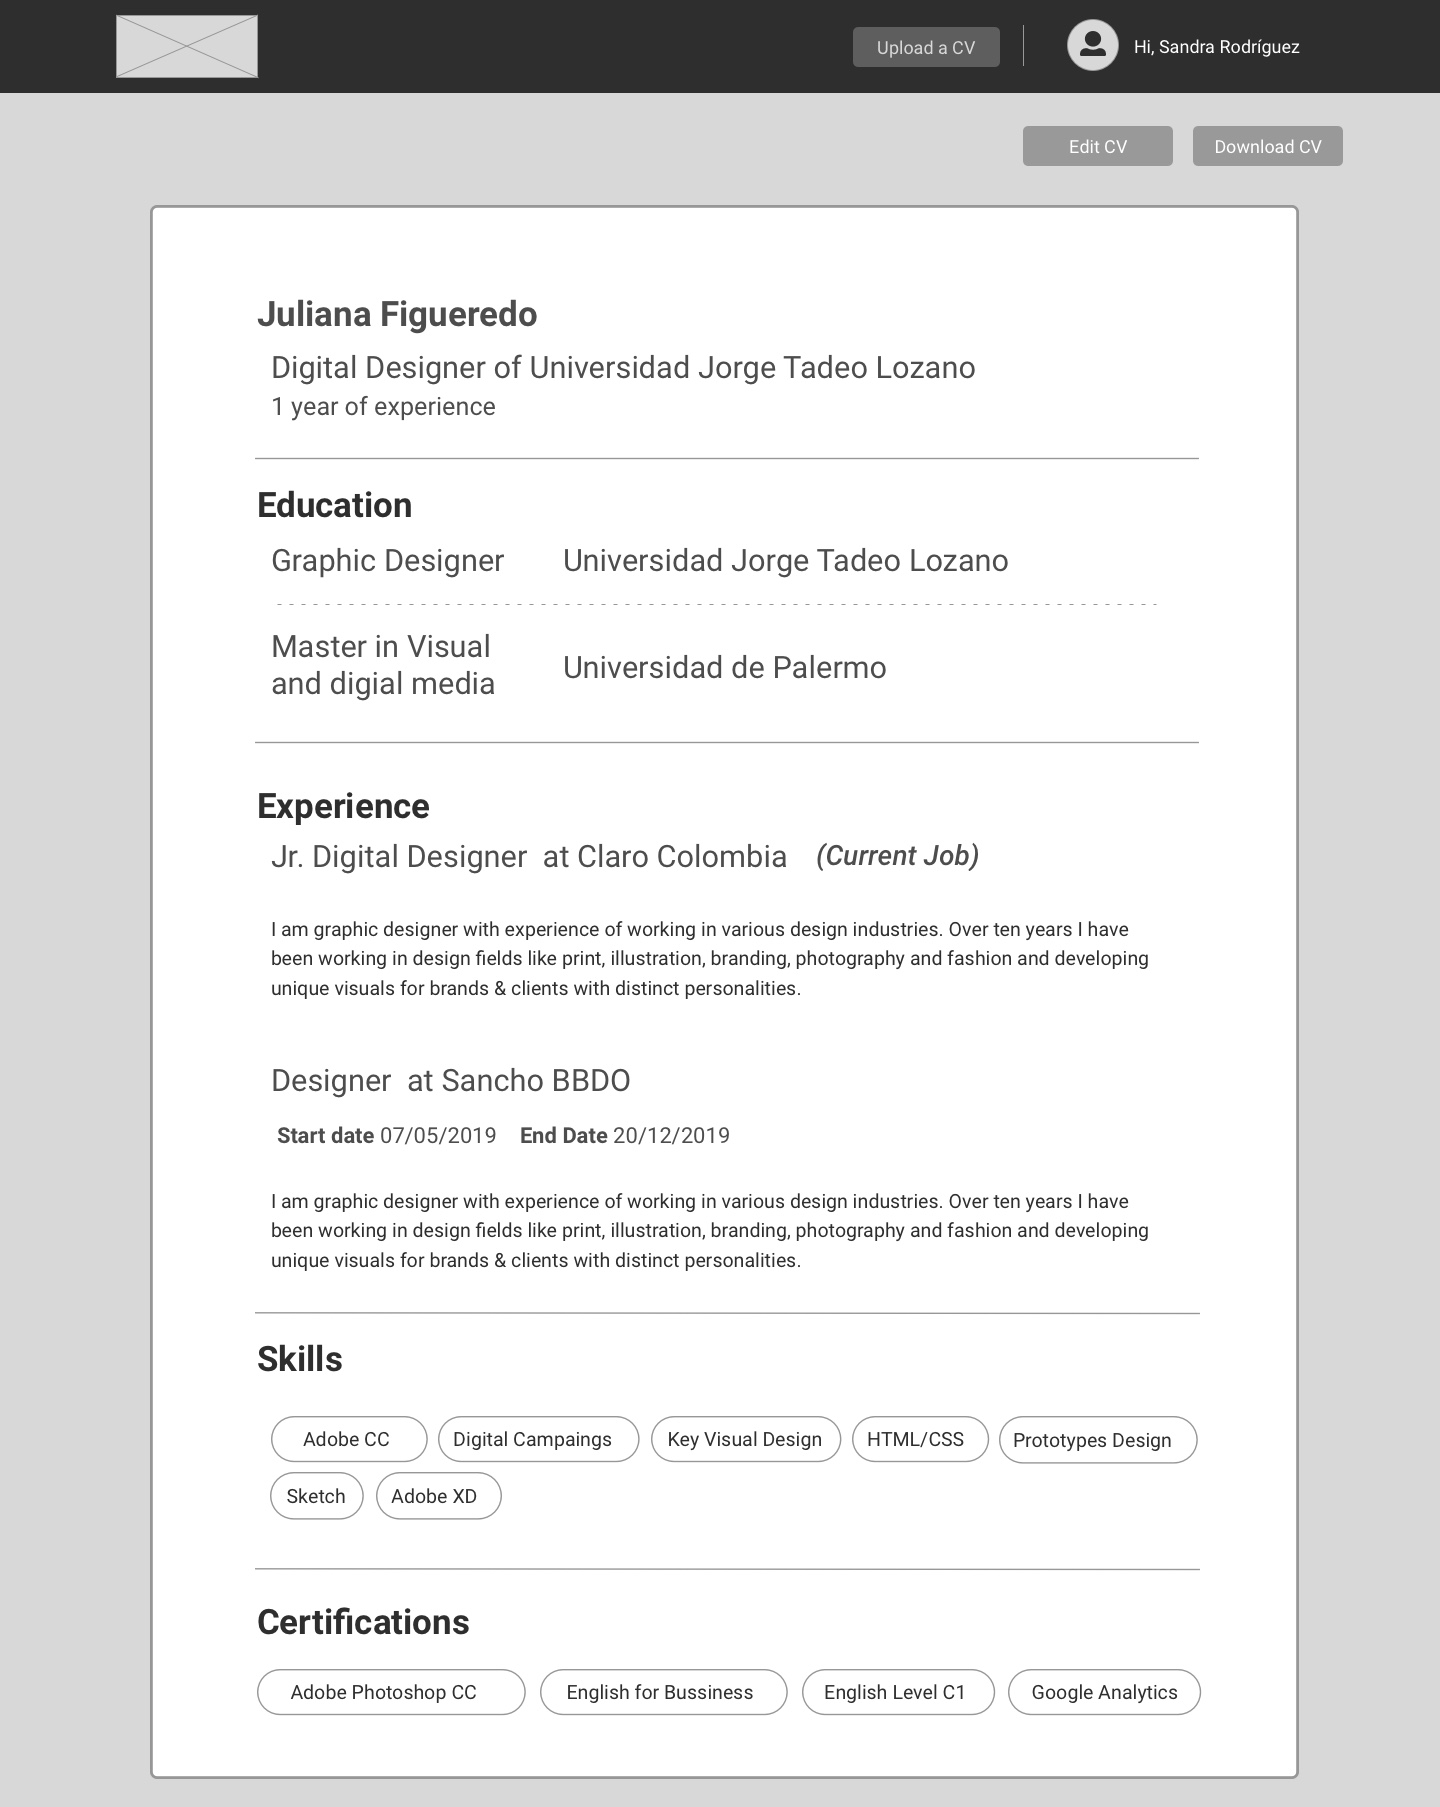 Upload a CV
Hi, Sandra Rodríguez
Edit CV
Download CV
Juliana Figueredo
Digital Designer of Universidad Jorge Tadeo Lozano
1 year of experience
Education
Graphic Designer Universidad Jorge Tadeo Lozano
Master in Visual
and digial media
Universidad de Palermo
Experience
Jr. Digital Designer at Claro Colombia (Current Job)
I am graphic designer with experience of working in various design industries. Over ten years I have
been working in design fields like print, illustration, branding, photography and fashion and developing
unique visuals for brands & clients with distinct personalities.
Designer at Sancho BBDO
Start date 07/05/2019 End Date 20/12/2019
I am graphic designer with experience of working in various design industries. Over ten years I have
been working in design fields like print, illustration, branding, photography and fashion and developing
unique visuals for brands & clients with distinct personalities.
Skills
Adobe CC
Digital Campaings
Key Visual Design
HTML/CSS
Prototypes Design
Sketch
Adobe XD
Certifications
Adobe Photoshop CC
English for Bussiness
English Level C1
Google Analytics